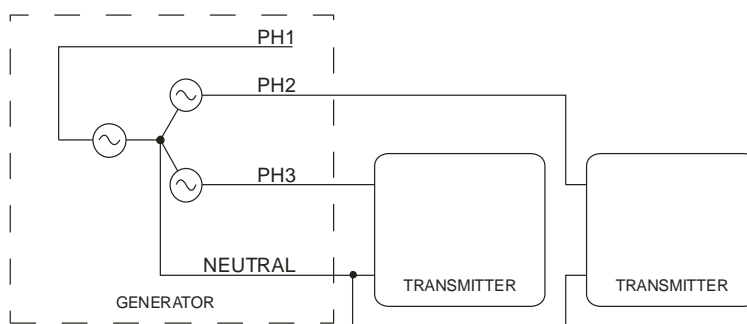 PH1
PH2
PH3
NEUTRAL
GENERATOR
TRANSMITTER
TRANSMITTER